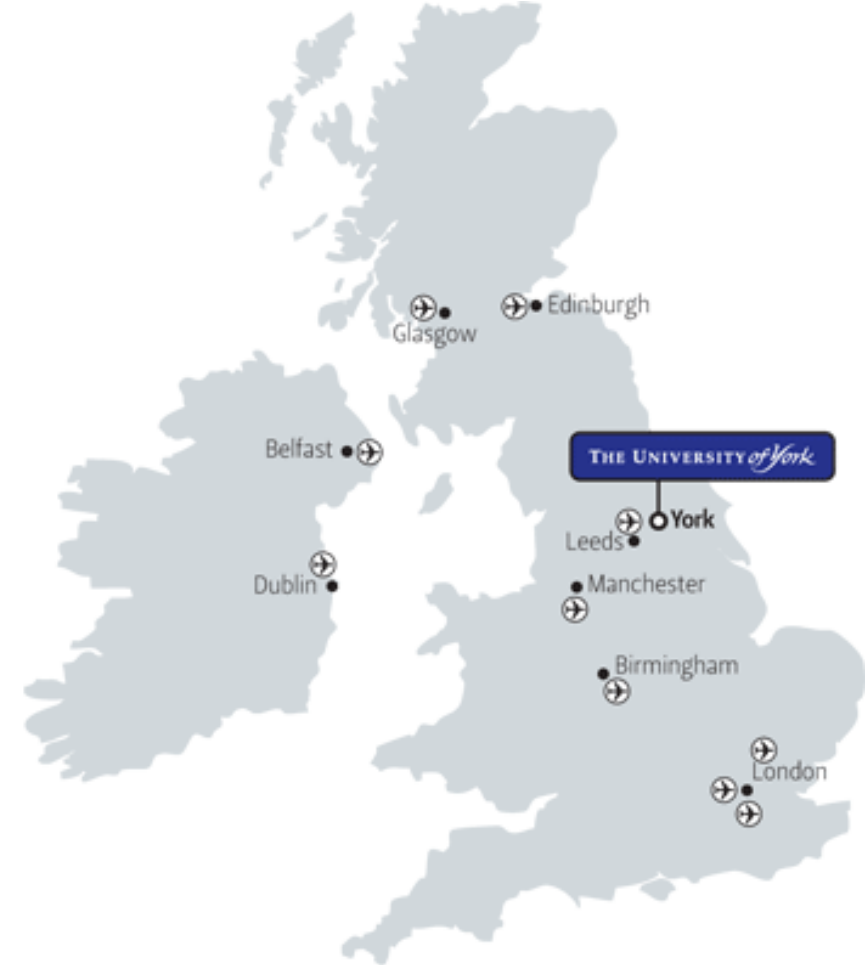 Edinburgh
Glasgow
Belfast
THE UNIVERSITY of York
York
Leeds
Dublin
Manchester
Birmingham
London